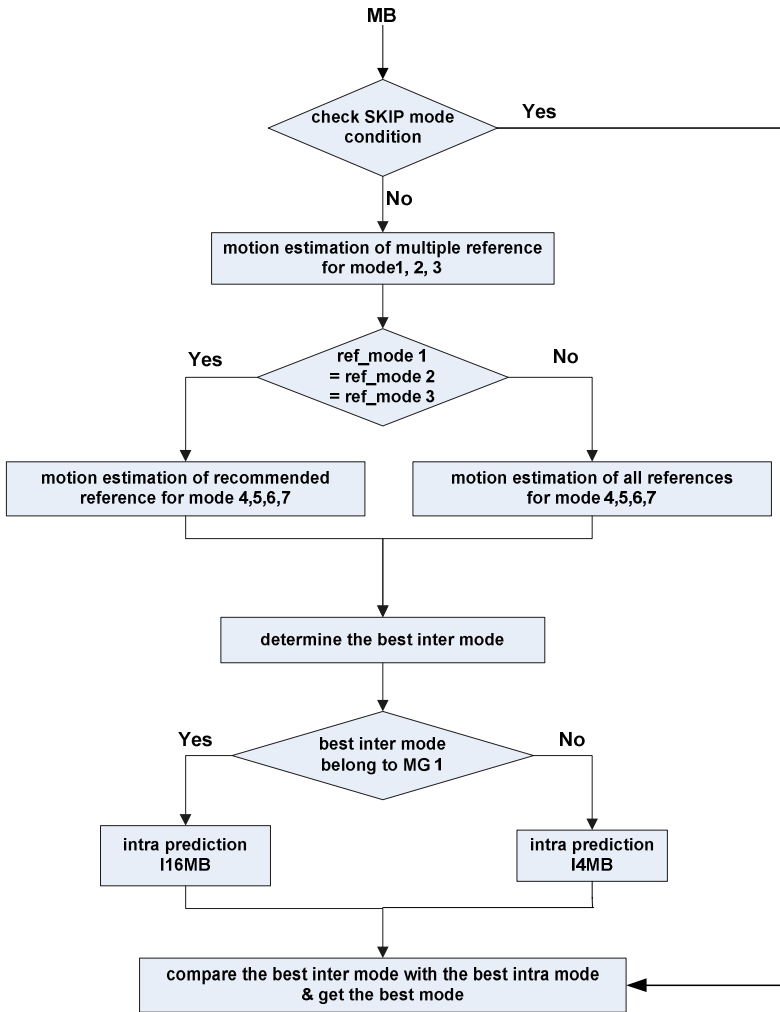 MB
check SKIP mode
condition
Yes
No
motion estimation of multiple reference
for mode1, 2, 3
Yes
ref_mode 1
= ref_mode 2
= ref_mode 3
No
motion estimation of recommended
reference for mode 4,5,6,7
motion estimation of all references
for mode 4,5,6,7
determine the best inter mode
Yes
best inter mode
belong to MG 1
No
intra prediction
I16MB
intra prediction
I4MB
compare the best inter mode with the best intra mode
& get the best mode